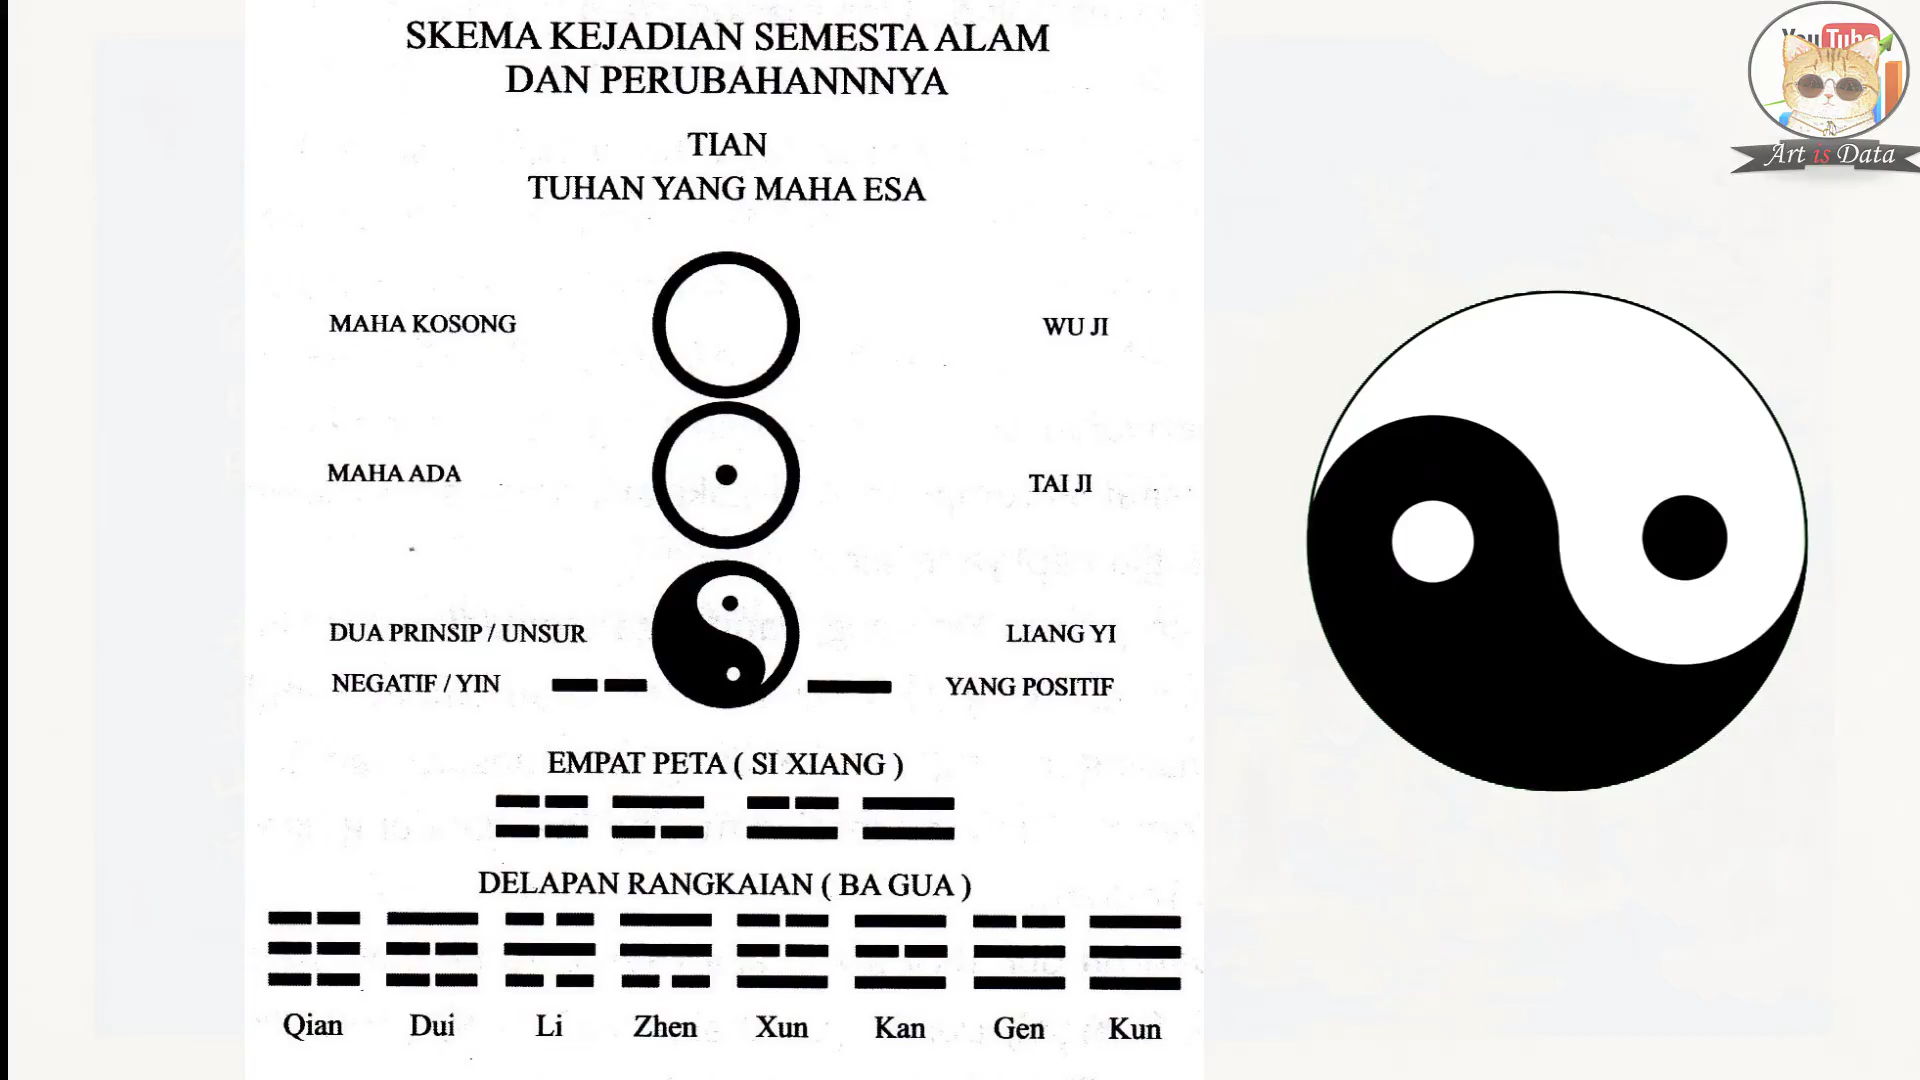 SKEMA KEJADIAN SEMESTA ALAM
DAN PERUBAHANNNYA
TIAN
TUHAN YANG MAHA ESA
MAHA KOSONG
WU JI
MAHA ADA
TAI JI
DUA PRINSIP / UNSUR
LIANG YI
NEGATIF / YIN
YANG POSITIF
EMPAT PETA ( SI XIANG )
DELAPAN RANGKAIAN ( BA GUA )
Qian Dui Li Zhen Xun Kan Gen Kun
YouTube
Art is Data